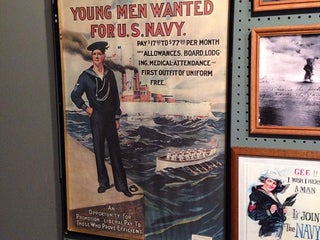 YOUNG MEN WANTED
FOR U.S. NAVY.
PAY $17 TO $77 PER MONTH
AND ALLOWANCES. BOARD, LODG
ING, MEDICAL ATTENDANCE
FIRST OUTFIT OF UNIFORM
FREE.
AN
OPPORTUNITY FOR
PROMOTION LIBERAL PAY TO
THOSE WHO PROVE EFFICIENT
GEE !!
I WISH I WERE
A MAN
I'D JOIN
The NAVY